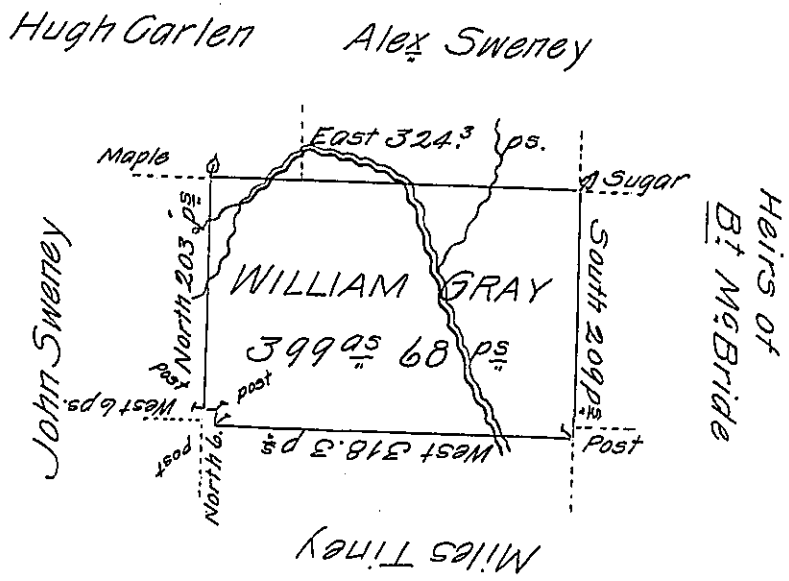 Hugh Carlen
Alex Sweney
East 324.3 ps.
Maple
Sugar
North 203 ps
John Sweney
WILLIAM GRAY
399 as 68 ps
South 209 ps
Heirs of
Bt McBride
post
post
West 6 ps.
post
North 6.
West 318.3 ps
Post
Miles Tiney